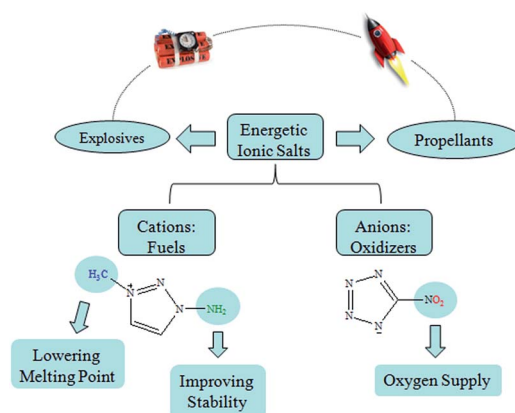 EXPLOSIVE
Explosives
Energetic
Ionic Salts
Propellants
Cations:
Fuels
Anions:
Oxidizers
H₃C
N⁺
N
N
NH₂
N
N
N
N⁻
NO₂
Lowering
Melting Point
Improving
Stability
Oxygen Supply